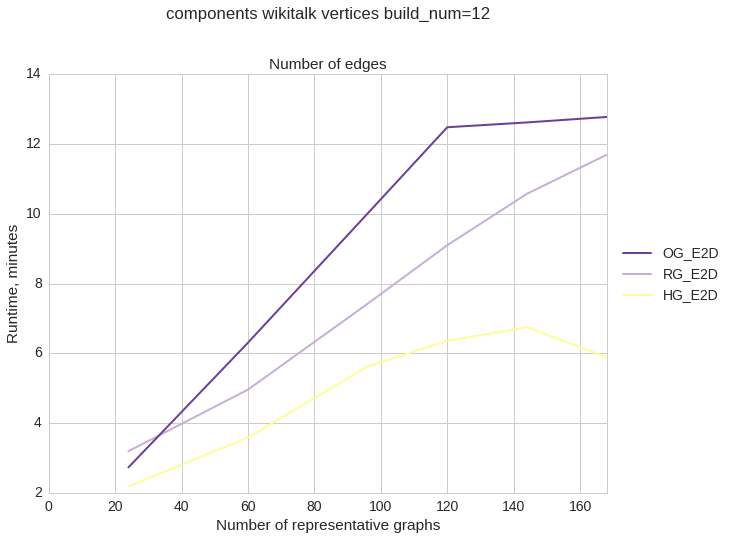 components wikitalk vertices build_num=12
Number of edges
14
12
10
8
6
4
2
Runtime, minutes
0 20 40 60 80 100 120 140 160
Number of representative graphs
OG_E2D
RG_E2D
HG_E2D